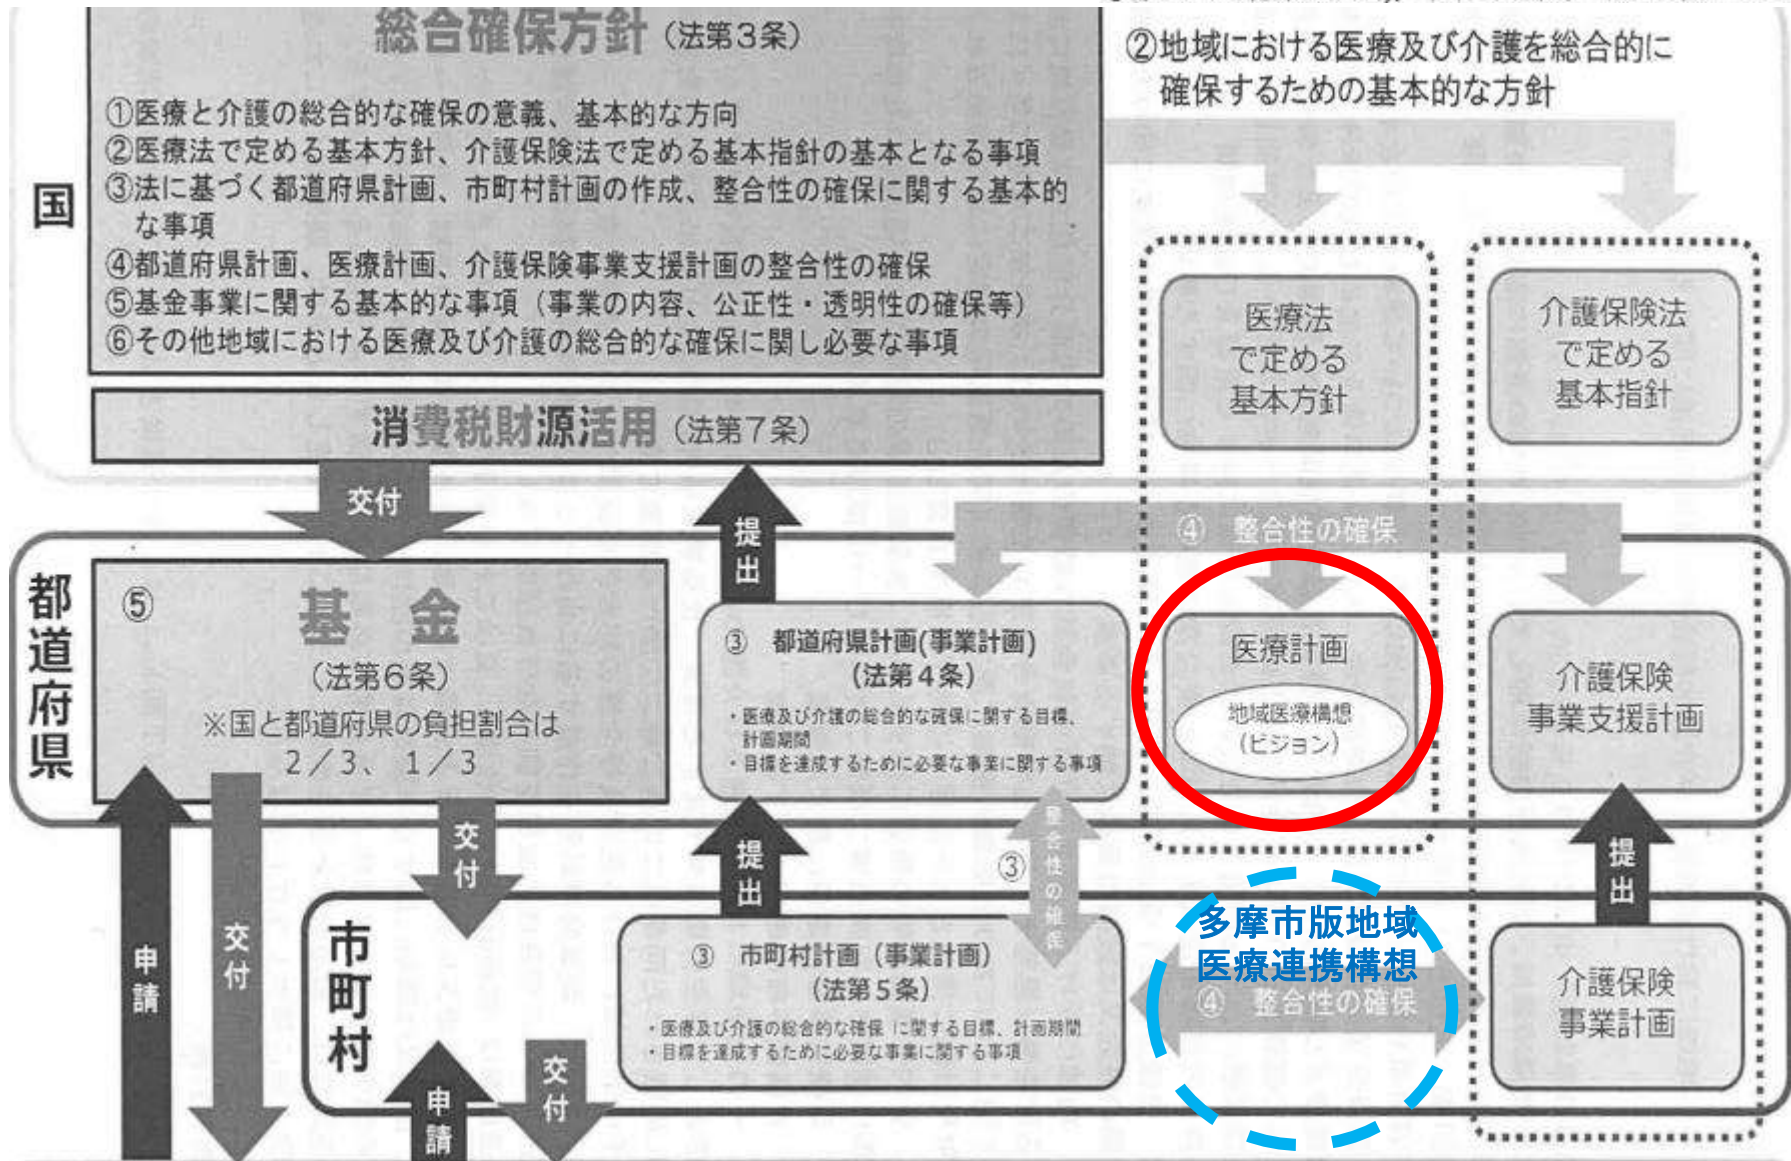 総合確保方針（法第3条）
①医療と介護の総合的な確保の意義、基本的な方向
②医療法で定める基本方針、介護保険法で定める基本指針の基本となる事項
③法に基づく都道府県計画、市町村計画の作成、整合性の確保に関する基本的
な事項
④都道府県計画、医療計画、介護保険事業支援計画の整合性の確保
⑤基金事業に関する基本的な事項（事業の内容、公正性・透明性の確保等）
⑥その他地域における医療及び介護の総合的な確保に関し必要な事項
国
②地域における医療及び介護を総合的に
確保するための基本的な方針
医療法
で定める
基本方針
介護保険法
で定める
基本指針
消費税財源活用（法第7条）
交付
提出
④ 整合性の確保
都道府県
⑤ 基金
（法第6条）
※国と都道府県の負担割合は
2／3、1／3
③ 都道府県計画(事業計画)
（法第4条）
・医療及び介護の総合的な確保に関する目標、
計画期間
・目標を達成するために必要な事業に関する事項
医療計画
地域医療構想
（ビジョン）
介護保険
事業支援計画
申請
交付
交付
提出
③ 整合性の確保
提出
市町村
③ 市町村計画（事業計画）
（法第5条）
・医療及び介護の総合的な確保に関する目標、計画期間
・目標を達成するために必要な事業に関する事項
多摩市版地域
医療連携構想
④ 整合性の確保
介護保険
事業計画
申請
交付